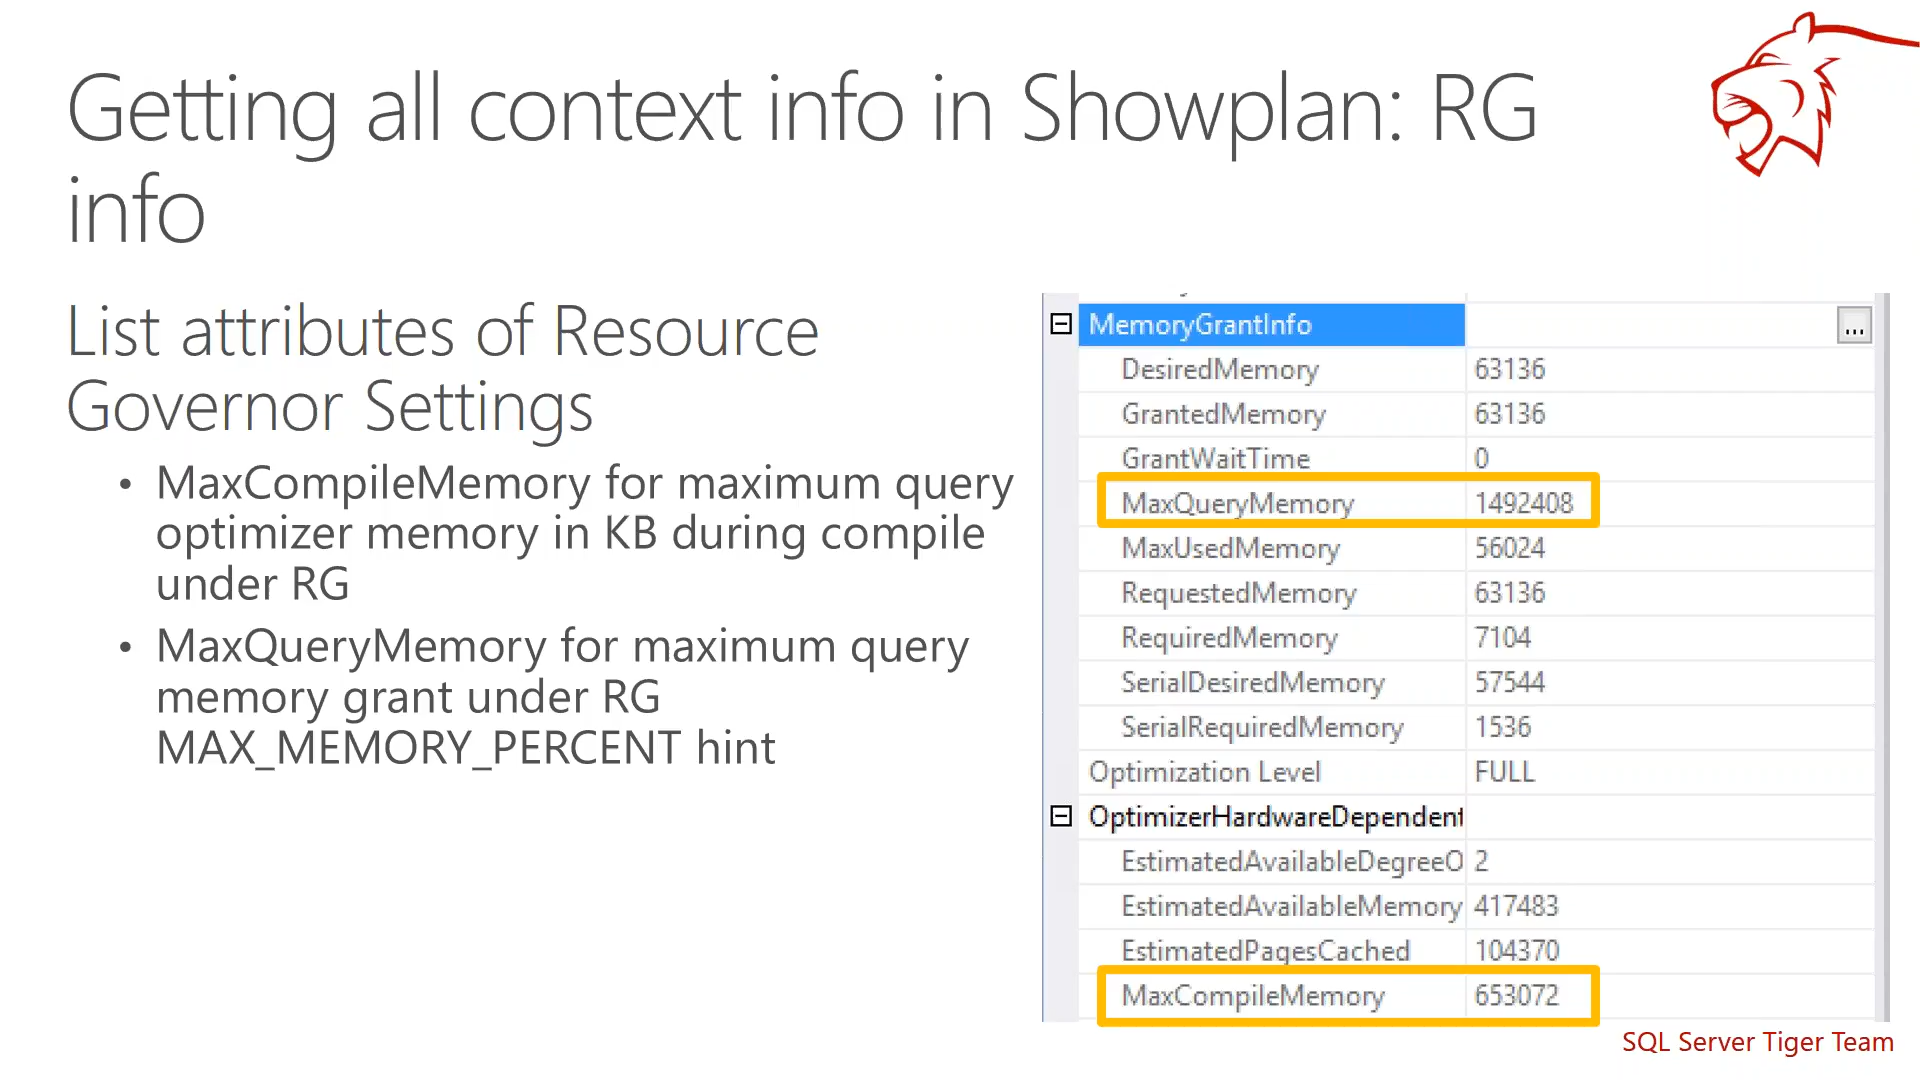 Getting all context info in Showplan: RG
info
List attributes of Resource
Governor Settings
• MaxCompileMemory for maximum query
optimizer memory in KB during compile
under RG
• MaxQueryMemory for maximum query
memory grant under RG
MAX_MEMORY_PERCENT hint
MemoryGrantInfo ...
DesiredMemory 63136
GrantedMemory 63136
GrantWaitTime 0
MaxQueryMemory 1492408
MaxUsedMemory 56024
RequestedMemory 63136
RequiredMemory 7104
SerialDesiredMemory 57544
SerialRequiredMemory 1536
Optimization Level FULL
OptimizerHardwareDependent
EstimatedAvailableDegreeO 2
EstimatedAvailableMemory 417483
EstimatedPagesCached 104370
MaxCompileMemory 653072
SQL Server Tiger Team